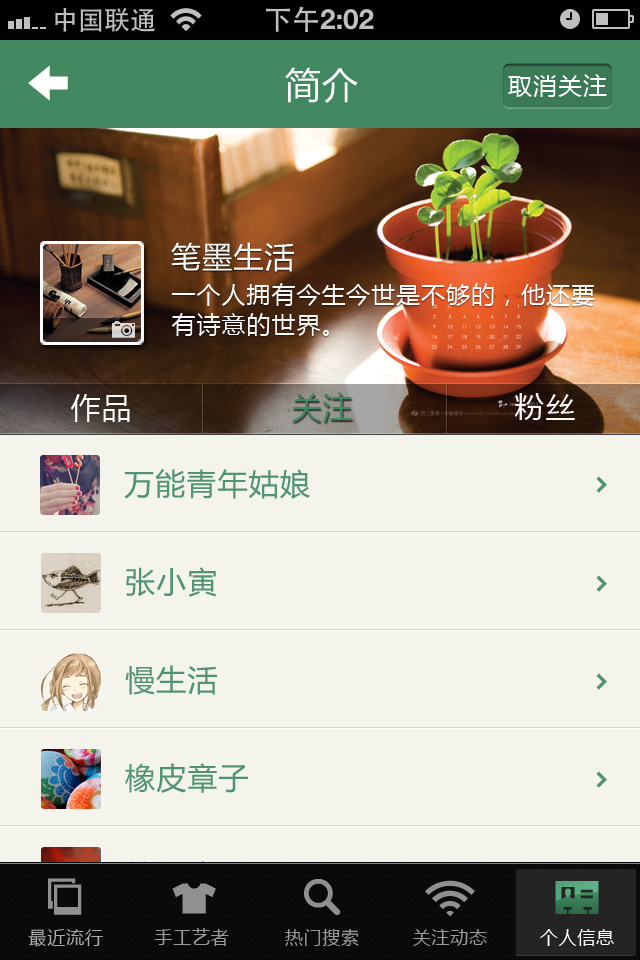 中国联通 下午2:02
简介 取消关注
笔墨生活
一个人拥有今生今世是不够的，他还要
有诗意的世界。
作品 关注 粉丝
万能青年姑娘
张小寅
慢生活
橡皮章子
最近流行 手工艺者 热门搜索 关注动态 个人信息